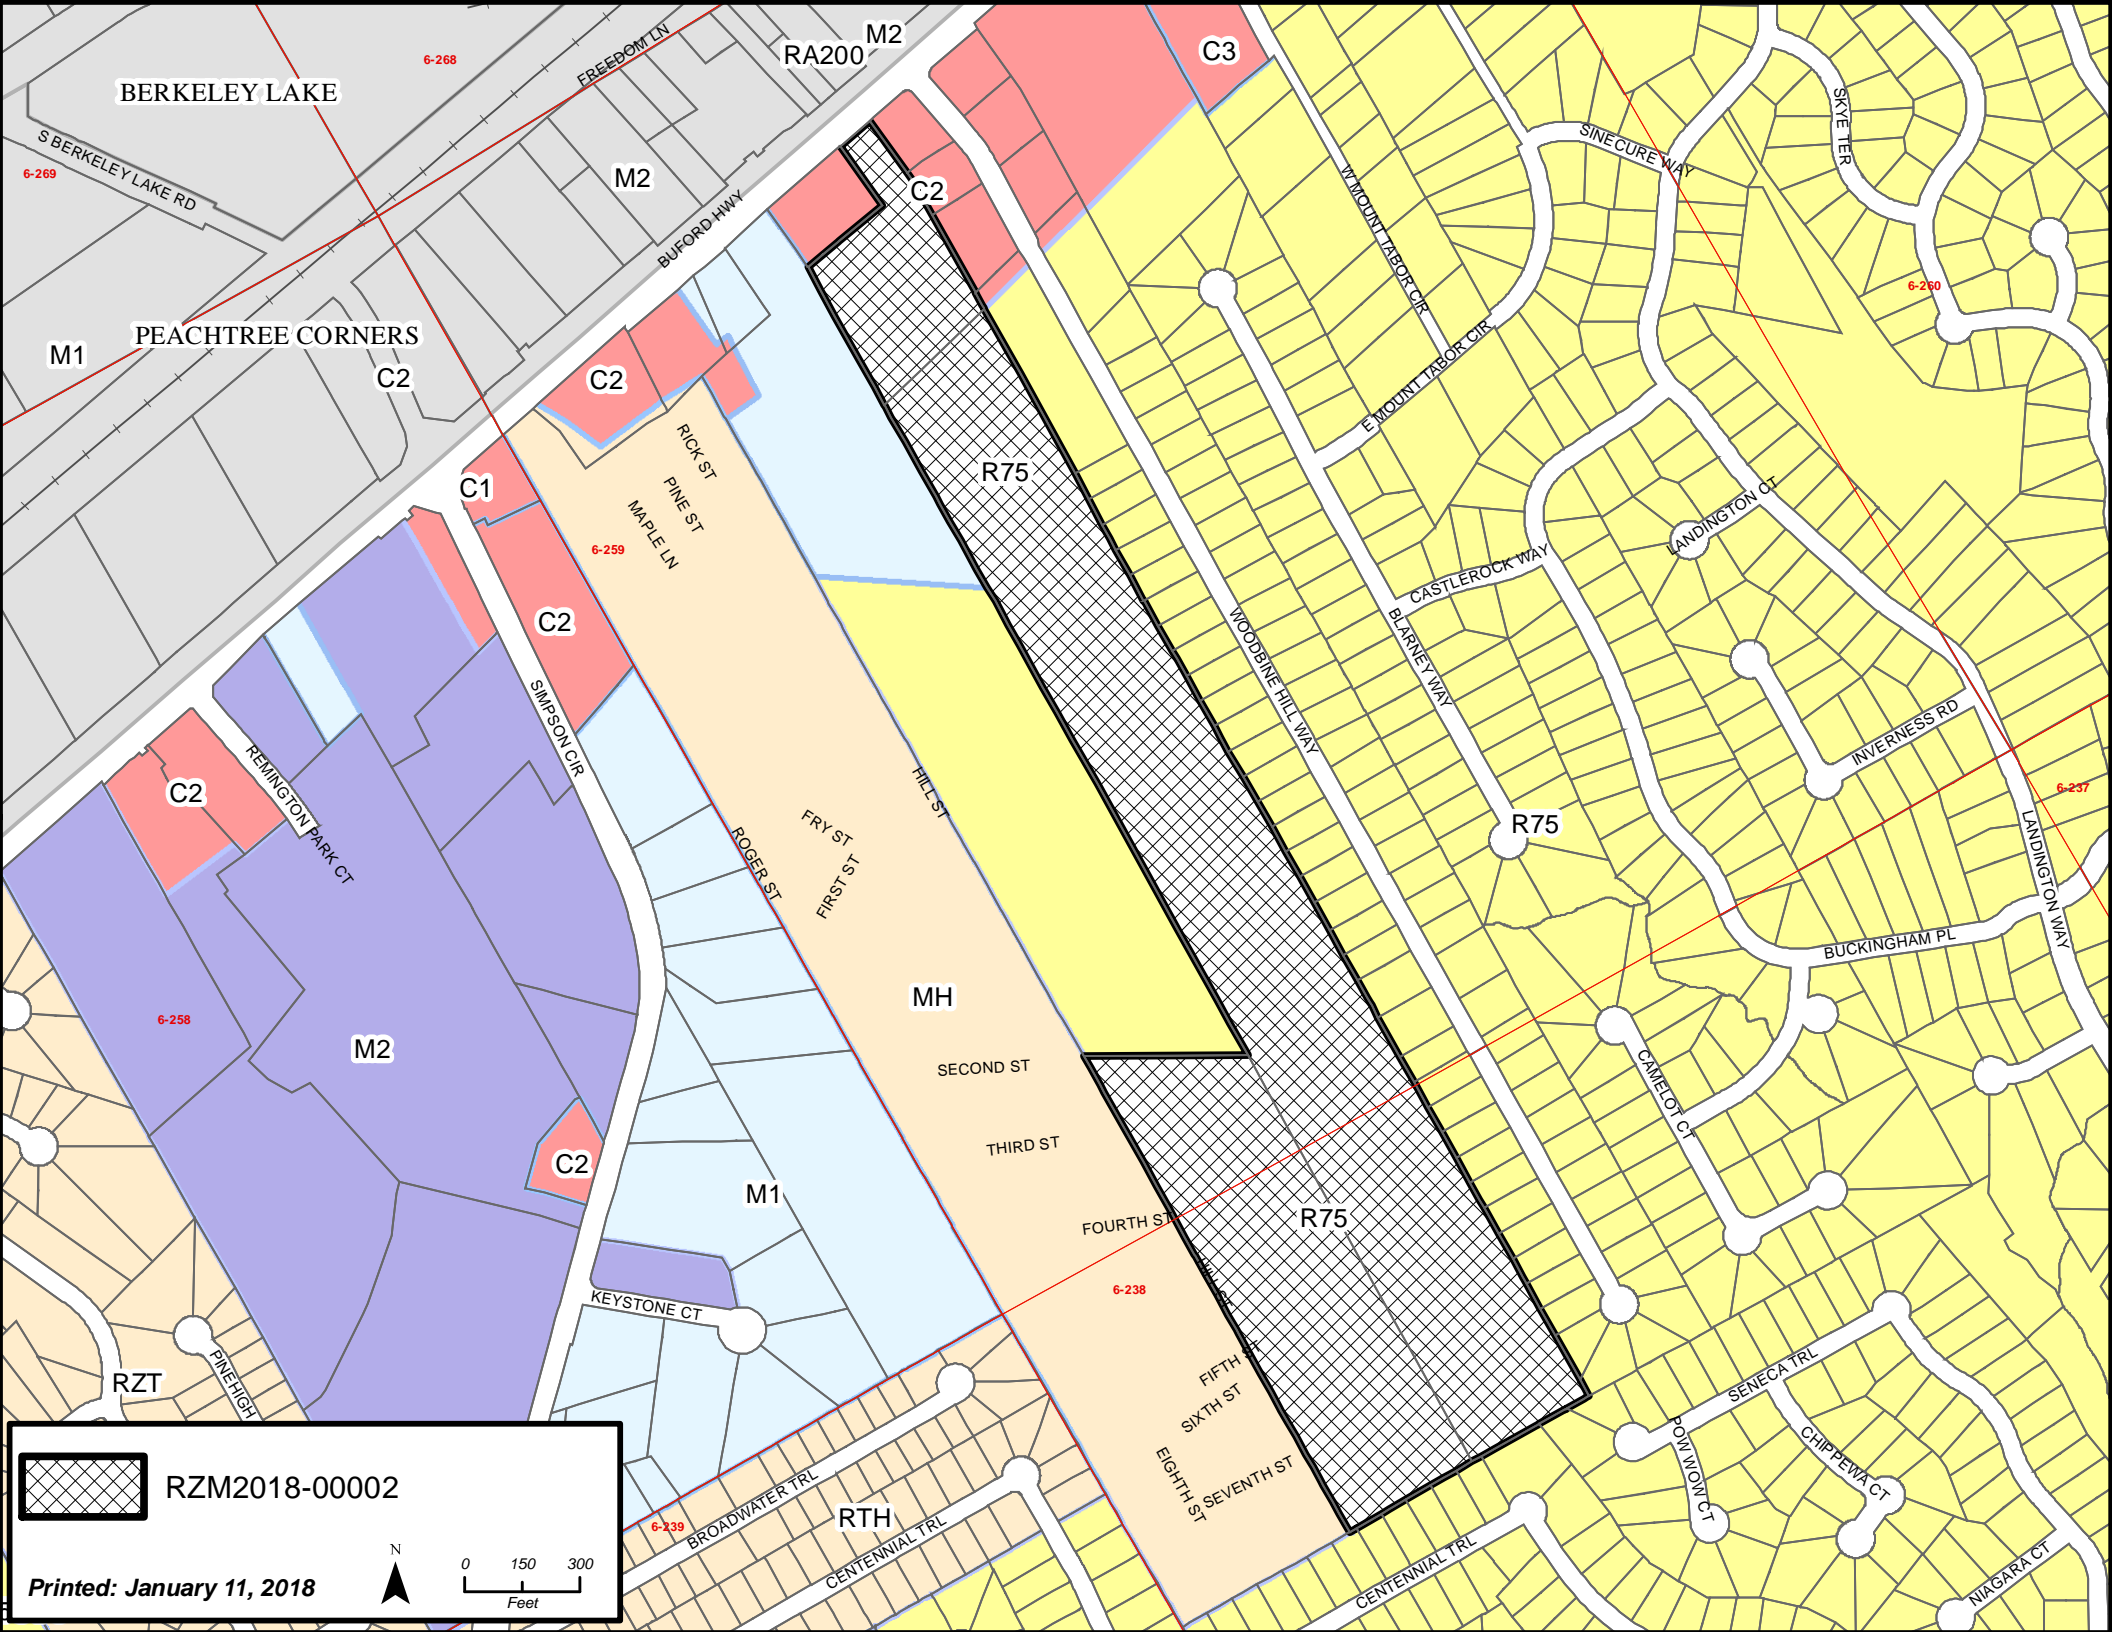 M2
RA200
C3
6-268
FREEDOM LN
BERKELEY LAKE
SKYE TER
S BERKELEY LAKE RD
SINECURE WAY
6-269
M2
C2
W MOUNT TABOR CIR
BUFORD HWY
6-260
PEACHTREE CORNERS
M1
C2
C2
E MOUNT TABOR CIR
RICK ST
R75
C1
PINE ST
MAPLE LN
LANDINGTON CT
6-259
CASTLEROCK WAY
C2
WOODBINE HILL WAY
BLARNEY WAY
SIMPSON CIR
INVERNESS RD
REMINGTON PARK CT
C2
HILL ST
6-237
FRY ST
R75
ROGER ST
FIRST ST
LANDINGTON WAY
BUCKINGHAM PL
MH
6-258
M2
SECOND ST
CAMELOT CT
THIRD ST
C2
M1
FOURTH ST
R75
6-238
HILL ST
KEYSTONE CT
FIFTH ST
PINEHIGH
RZT
SENECA TRL
SIXTH ST
POW WOW CT
CHIPPEWA CT
EIGHTH ST
SEVENTH ST
BROADWATER TRL
RTH
6-239
CENTENNIAL TRL
CENTENNIAL TRL
NIAGARA CT
RZM2018-00002
N
0 150 300
Feet
Printed: January 11, 2018